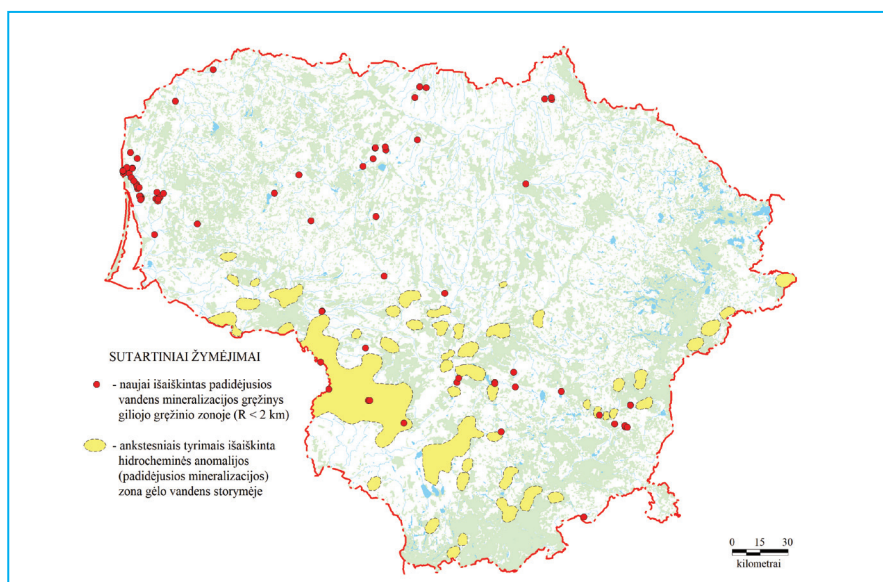 SUTARTINIAI ŽYMĖJIMAI
- naujai išaiškintas padidėjusios
vandens mineralizacijos gręžinys
giliojo gręžinio zonoje (R < 2 km)
- ankstesniais tyrimais išaiškinta
hidrocheminės anomalijos
(padidėjusios mineralizacijos)
zona gėlo vandens storymėje
0 15 30
kilometrai